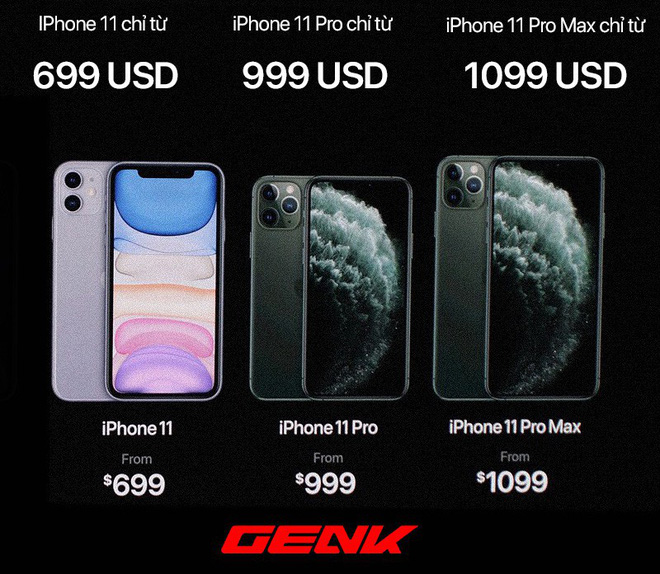 IPhone 11 chỉ từ
699 USD
iPhone 11 Pro chỉ từ
999 USD
iPhone 11 Pro Max chỉ từ
1099 USD
iPhone 11
From
$699
iPhone 11 Pro
From
$999
iPhone 11 Pro Max
From
$1099
GENK